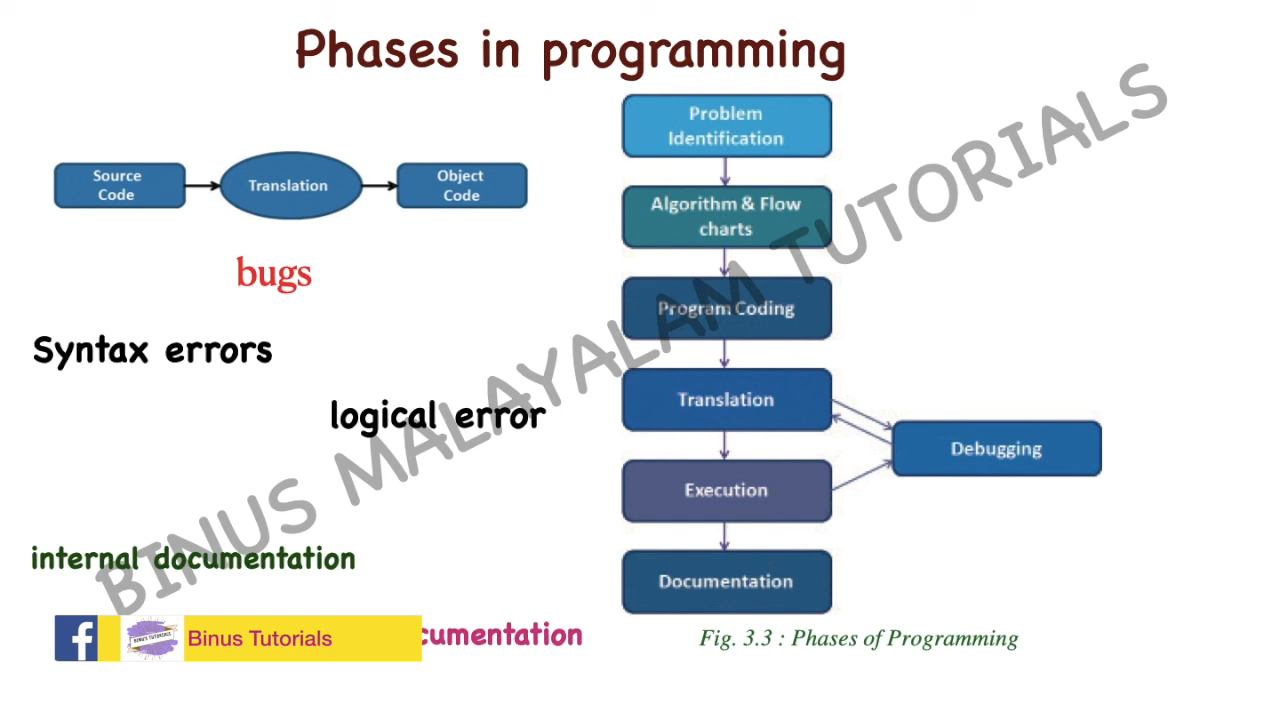 Phases in programming
Source
Code
Translation
Object
Code
bugs
Syntax errors
logical error
internal documentation
cumentation
Binus Tutorials
BINU'S TUTORIALS
Problem
Identification
Algorithm & Flow
charts
Program Coding
Translation
Debugging
Execution
Documentation
Fig. 3.3 : Phases of Programming
BINUS MALAYALAM TUTORIALS